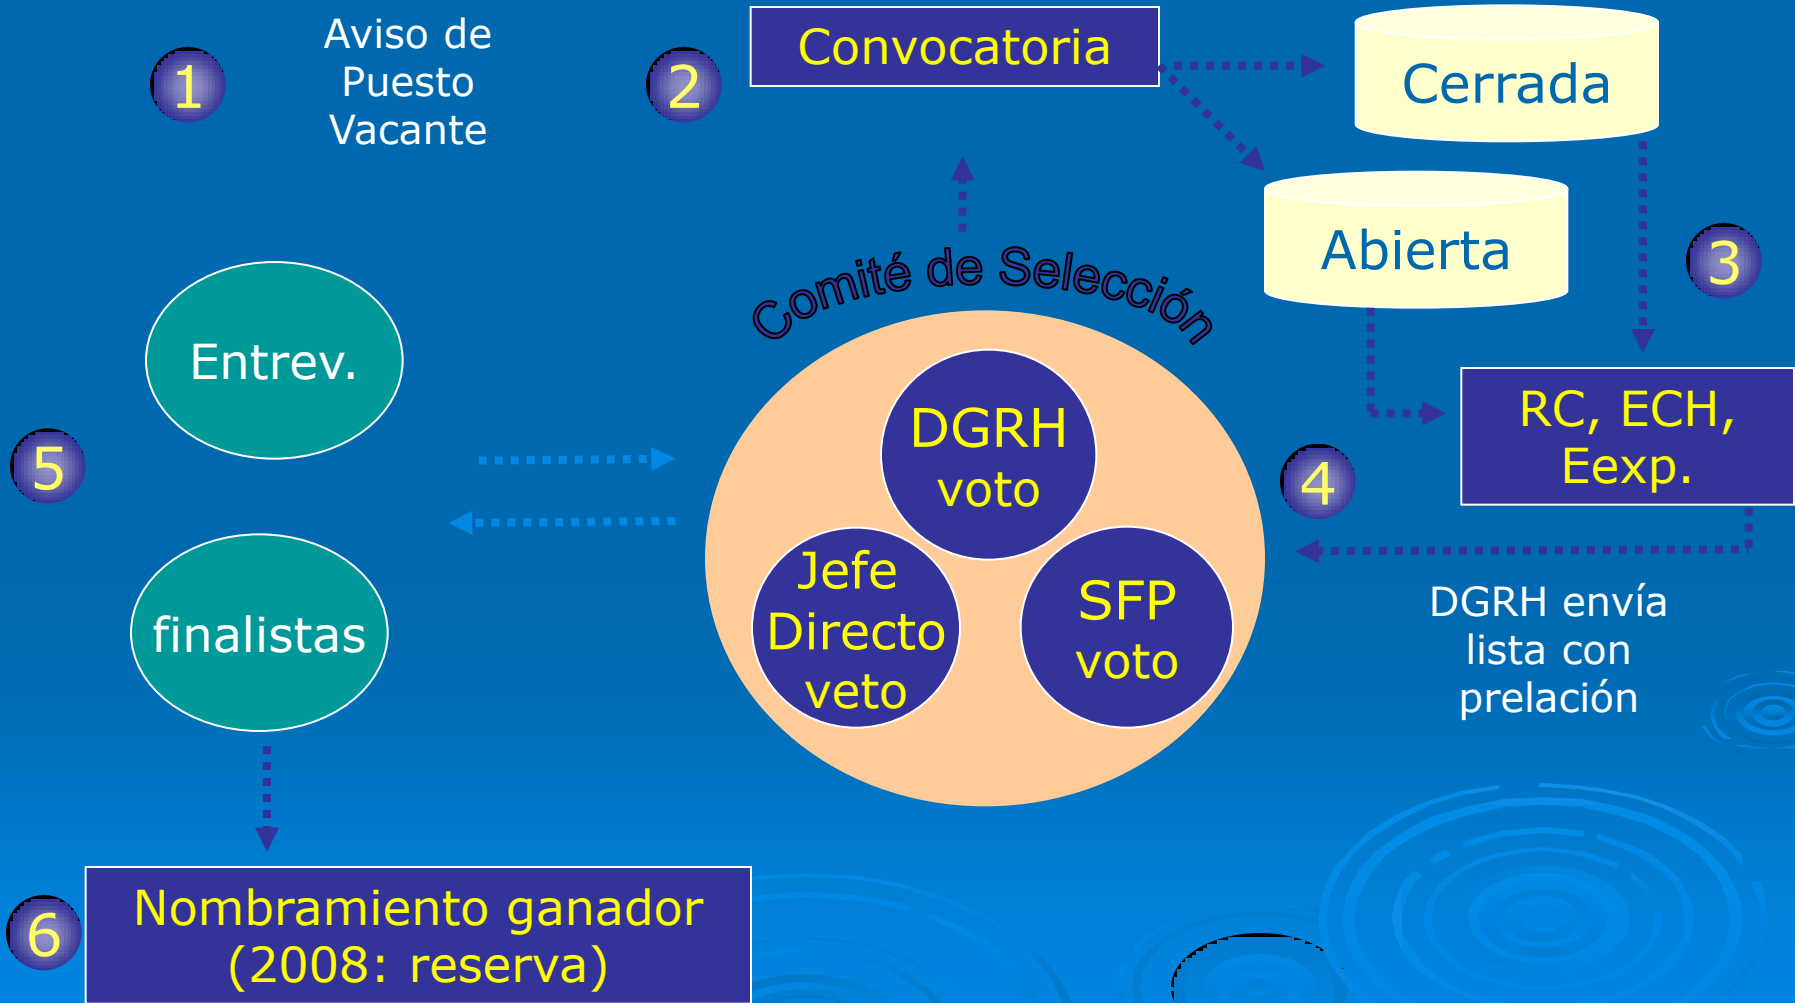 1
Aviso de
Puesto
Vacante
2
Convocatoria
Cerrada
Abierta
3
Comité de Selección
DGRH
voto
Jefe
Directo
veto
SFP
voto
RC, ECH,
Eexp.
4
DGRH envía
lista con
prelación
5
Entrev.
finalistas
6
Nombramiento ganador
(2008: reserva)